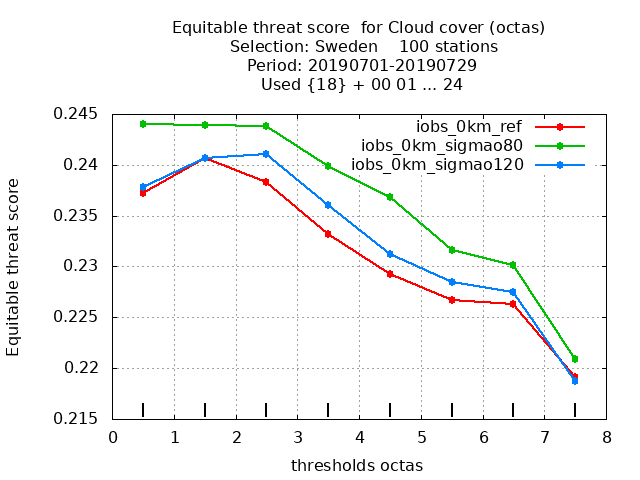 Equitable threat score  for Cloud cover (octas)
Selection: Sweden    100 stations
Period: 20190701-20190729
Used {18} + 00 01 ... 24
iobs_0km_ref
iobs_0km_sigmao80
iobs_0km_sigmao120
Equitable threat score
0.245
0.24
0.235
0.23
0.225
0.22
0.215
0 1 2 3 4 5 6 7 8
thresholds octas